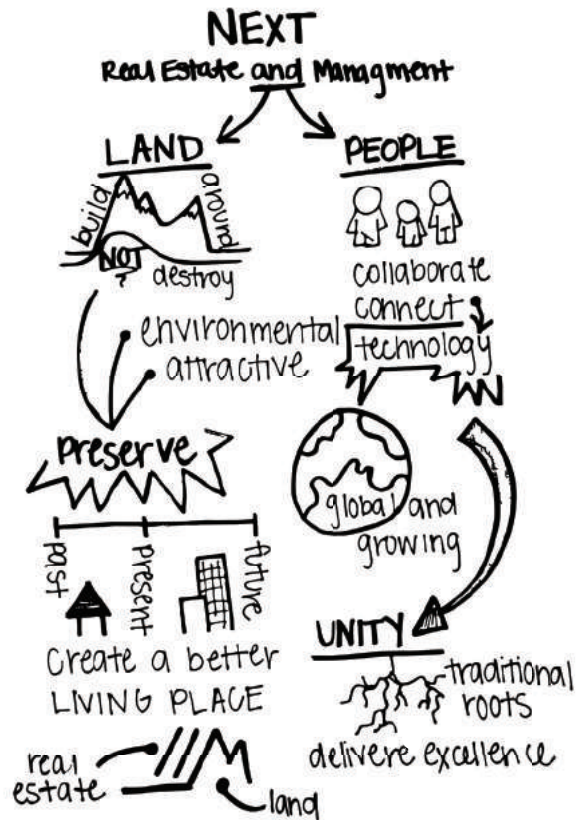 NEXT
Real Estate and Managment
LAND
build
around
NOT
?
destroy
environmental
attractive
preserve
past
present
future
Create a better
LIVING PLACE
real
estate
land
PEOPLE
collaborate
connect
technology
global and
growing
UNITY
traditional
roots
delivere excellence